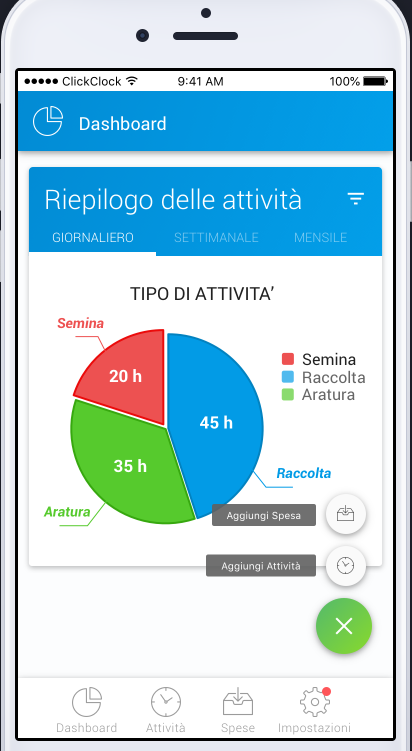 ClickClock 9:41 AM 100%
Dashboard
Riepilogo delle attività
GIORNALIERO SETTIMANALE MENSILE
TIPO DI ATTIVITA’
Semina
20 h
45 h
35 h
Raccolta
Aratura
Semina
Raccolta
Aratura
Aggiungi Spesa
Aggiungi Attività
Dashboard Attività Spese Impostazioni